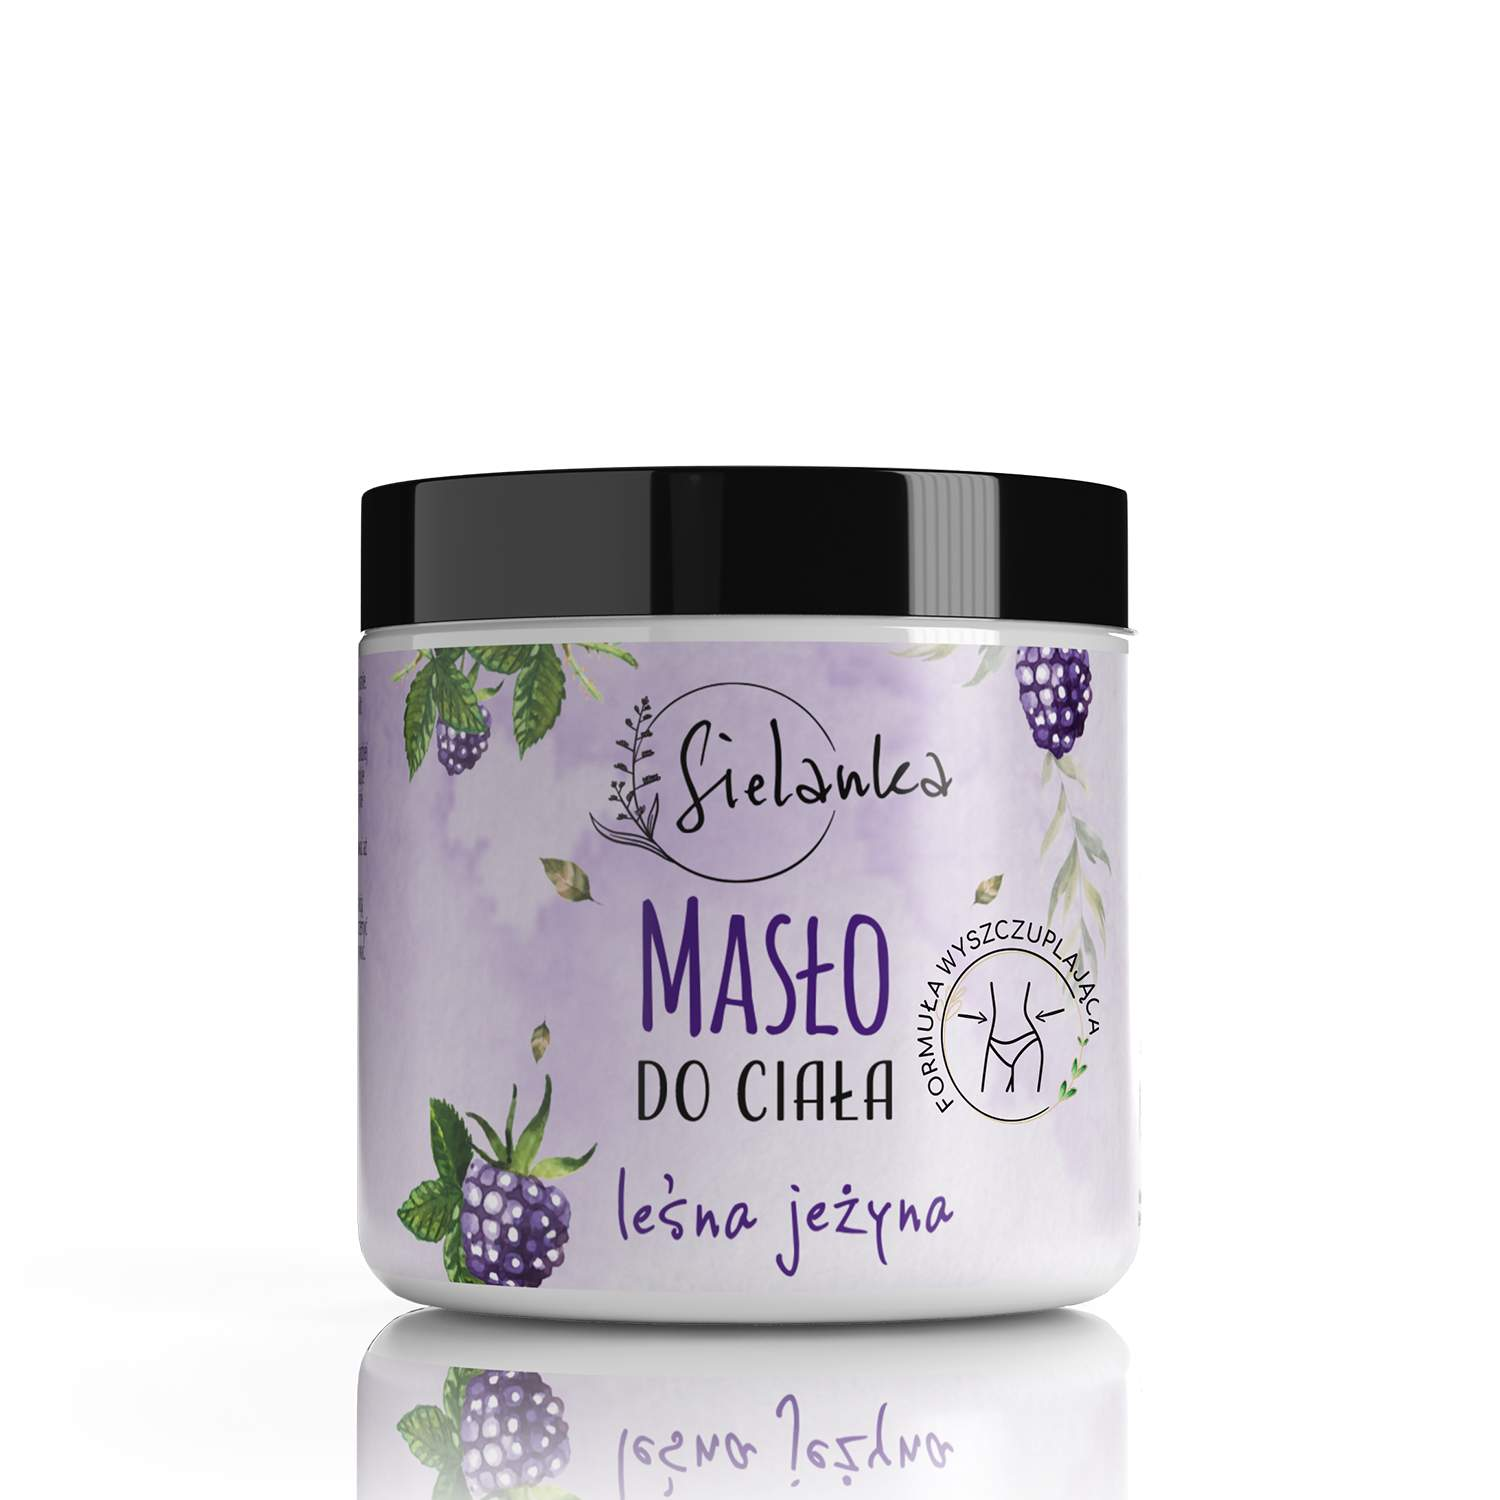 Sielanka
MASŁO
DO CIAŁA
leśna jeżyna
FORMUŁA WYSZCZUPLAJĄCA